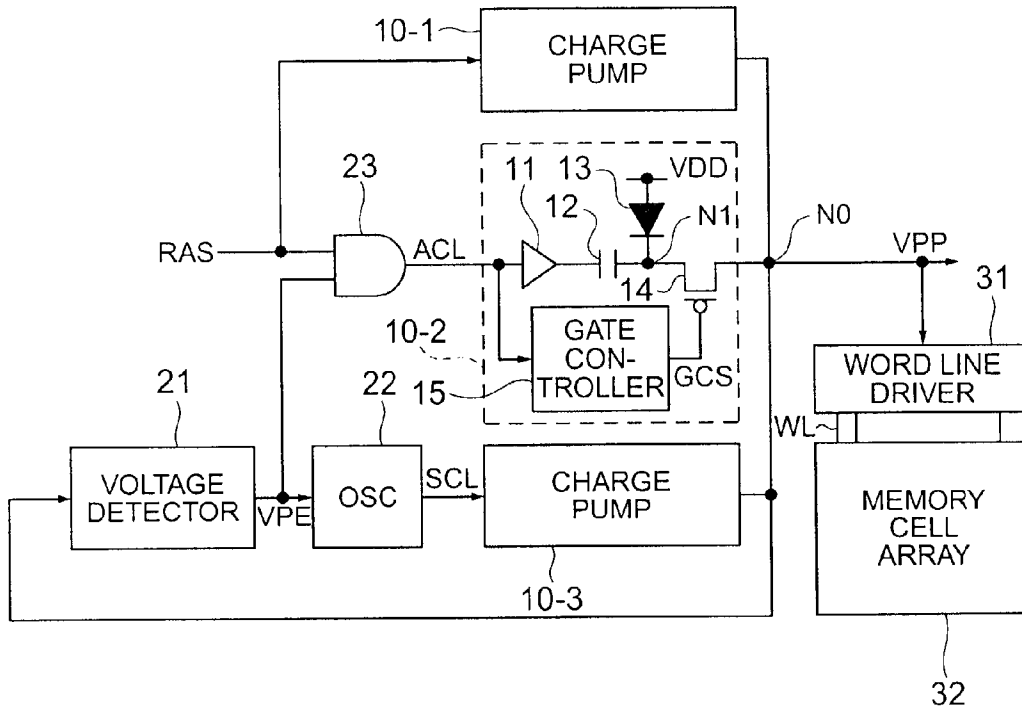 10-1
CHARGE
PUMP
23
RAS
ACL
11
12
13
VDD
N1
N0
VPP
14
10-2
15
GATE
CON-
TROLLER
GCS
31
WORD LINE
DRIVER
WL
21
VOLTAGE
DETECTOR
VPE
22
OSC
SCL
CHARGE
PUMP
10-3
MEMORY
CELL
ARRAY
32